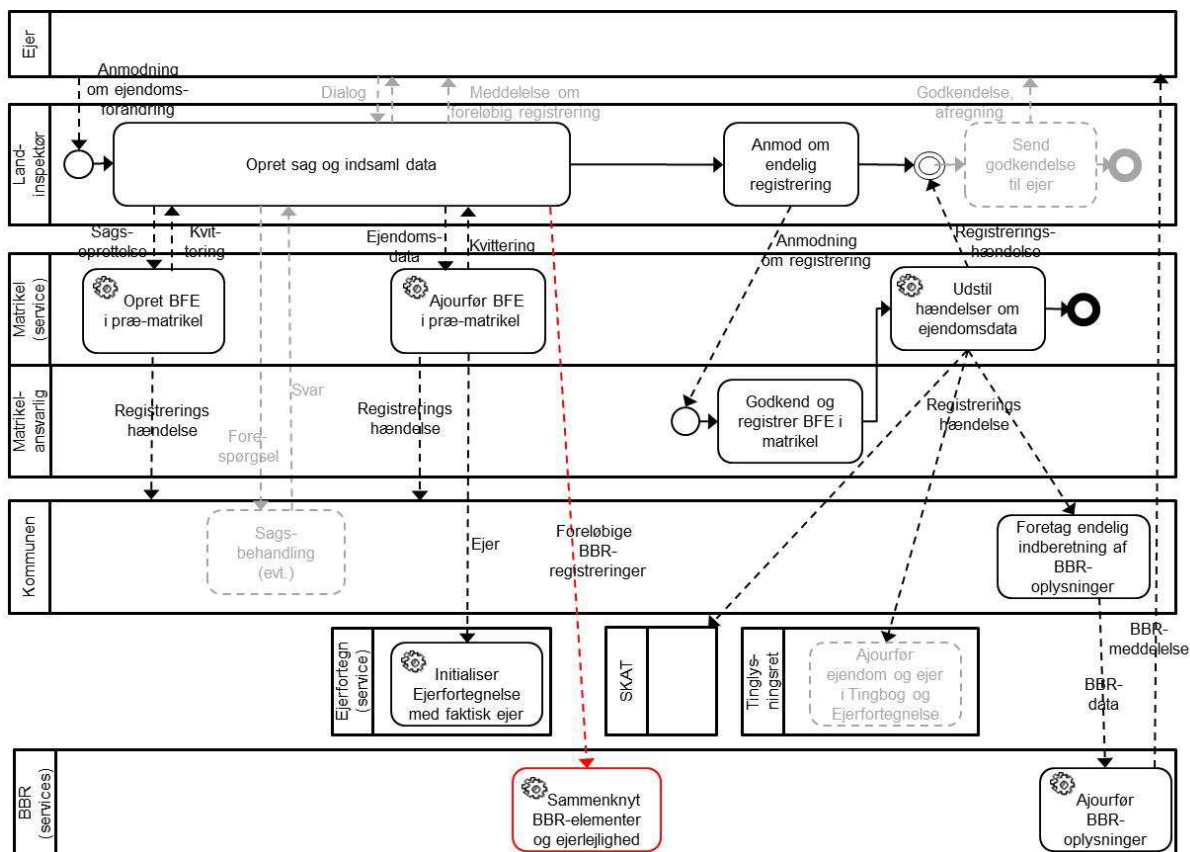 Ejer
Anmodning
om ejendoms-
forandring
Dialog
Meddelelse om
foreløbig registrering
Godkendelse,
afregning
Land-
inspektør
Opret sag og indsaml data
Anmod om
endelig
registrering
Send
godkendelse
til ejer
Sags-
oprottelse
Kvit-
toring
Ejendoms-
data
Kvittering
Anmodning
om registrering
Registrerings-
hændelse
Matrikel
(service)
Opret BFE
i præ-matrikel
Ajourfør BFE
i præ-matrikel
Udstil
hændelser om
ejendomsdata
Matrikel-
ansvarlig
Registrerings
hændelse
Fore-
spørgsel
Svar
Registrerings
hændelse
Godkend og
registrer BFE i
matrikel
Registrerings
hændelse
Kommunen
Sags-
behandling
(evt.)
Ejer
Foreløbige
BBR-
registreringer
Foretag endelig
indberetning af
BBR-
oplysninger
Ejerfortegn
(service)
Initialiser
Ejerfortegnelse
med faktisk ejer
SKAT
Tinglys-
ningsret
Ajourfør
ejendom og ejer
i Tingbog og
Ejerfortegnelse
BBR-
meddelelse
BBR-
data
BBR
(services)
Sammenknyt
BBR-elementer
og ejerlejlighed
Ajourfør
BBR-
oplysninger